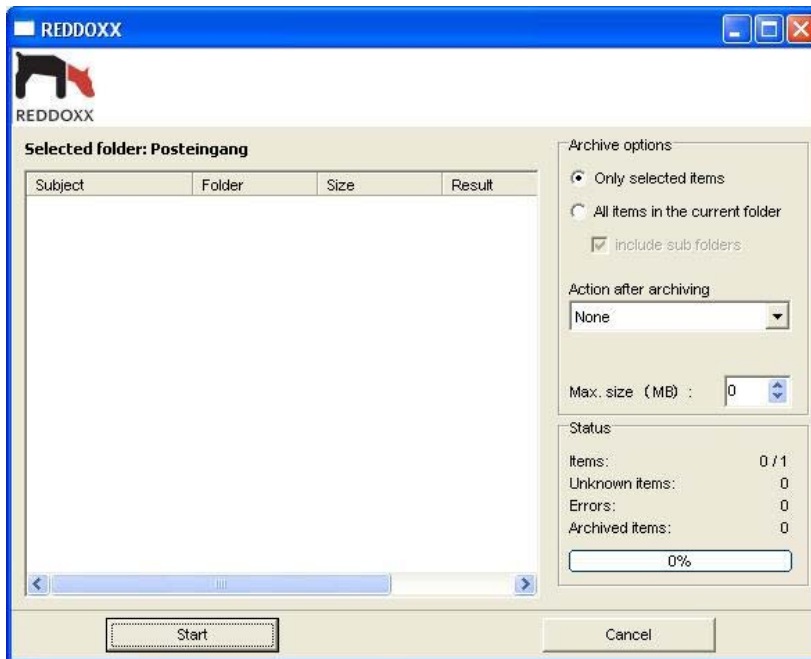 REDDOXX
REDDOXX
Selected folder: Posteingang
Subject Folder Size Result
Archive options
Only selected items
All items in the current folder
include sub folders
Action after archiving
None
Max. size (MB) : 0
Status
Items: 0 / 1
Unknown items: 0
Errors: 0
Archived items: 0
0%
Start Cancel